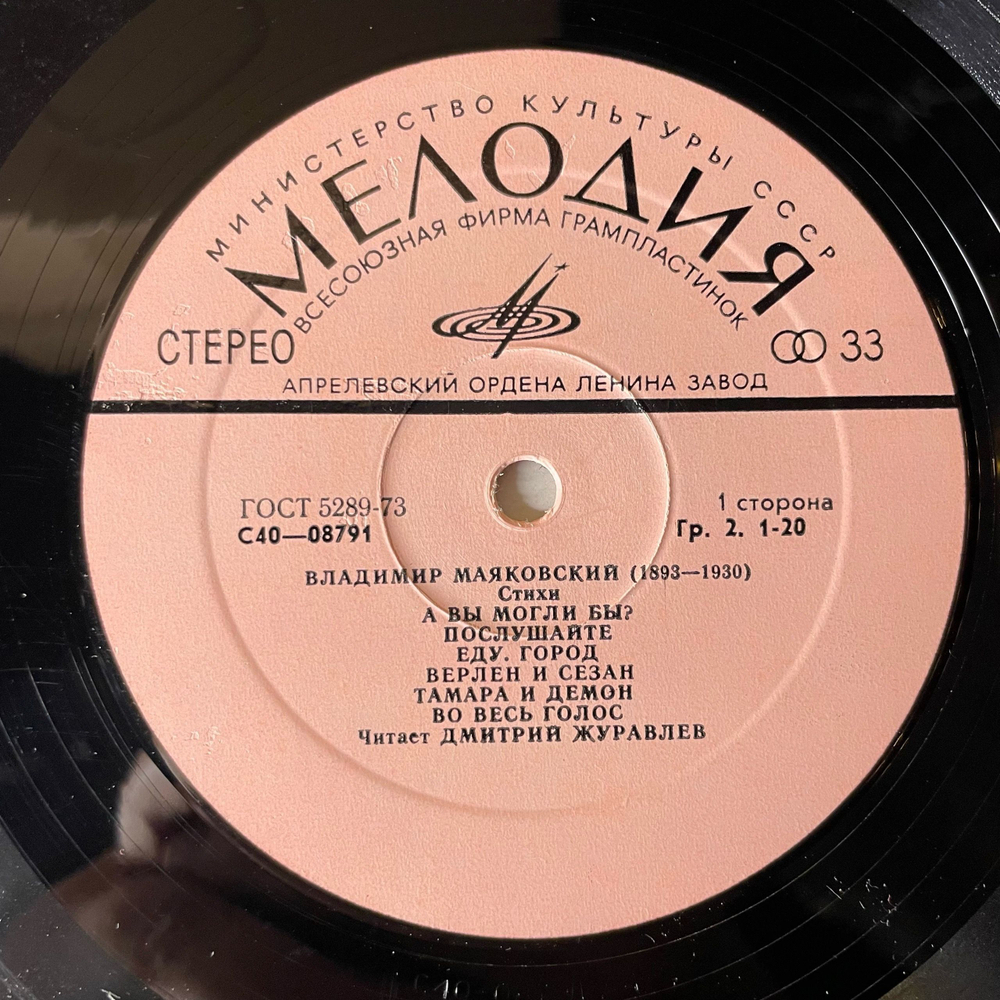 МИНИСТЕРСТВО КУЛЬТУРЫ СССР
МЕЛОДИЯ
ВСЕСОЮЗНАЯ ФИРМА ГРАМПЛАСТИНОК
СТЕРЕО
33
АПРЕЛЕВСКИЙ ОРДЕНА ЛЕНИНА ЗАВОД
ГОСТ 5289-73
1 сторона
С40—08791
Гр. 2. 1-20
ВЛАДИМИР МАЯКОВСКИЙ (1893—1930)
Стихи
А ВЫ МОГЛИ БЫ?
ПОСЛУШАЙТЕ
ЕДУ. ГОРОД
ВЕРЛЕН И СЕЗАН
ТАМАРА И ДЕМОН
ВО ВЕСЬ ГОЛОС
Читает ДМИТРИЙ ЖУРАВЛЕВ